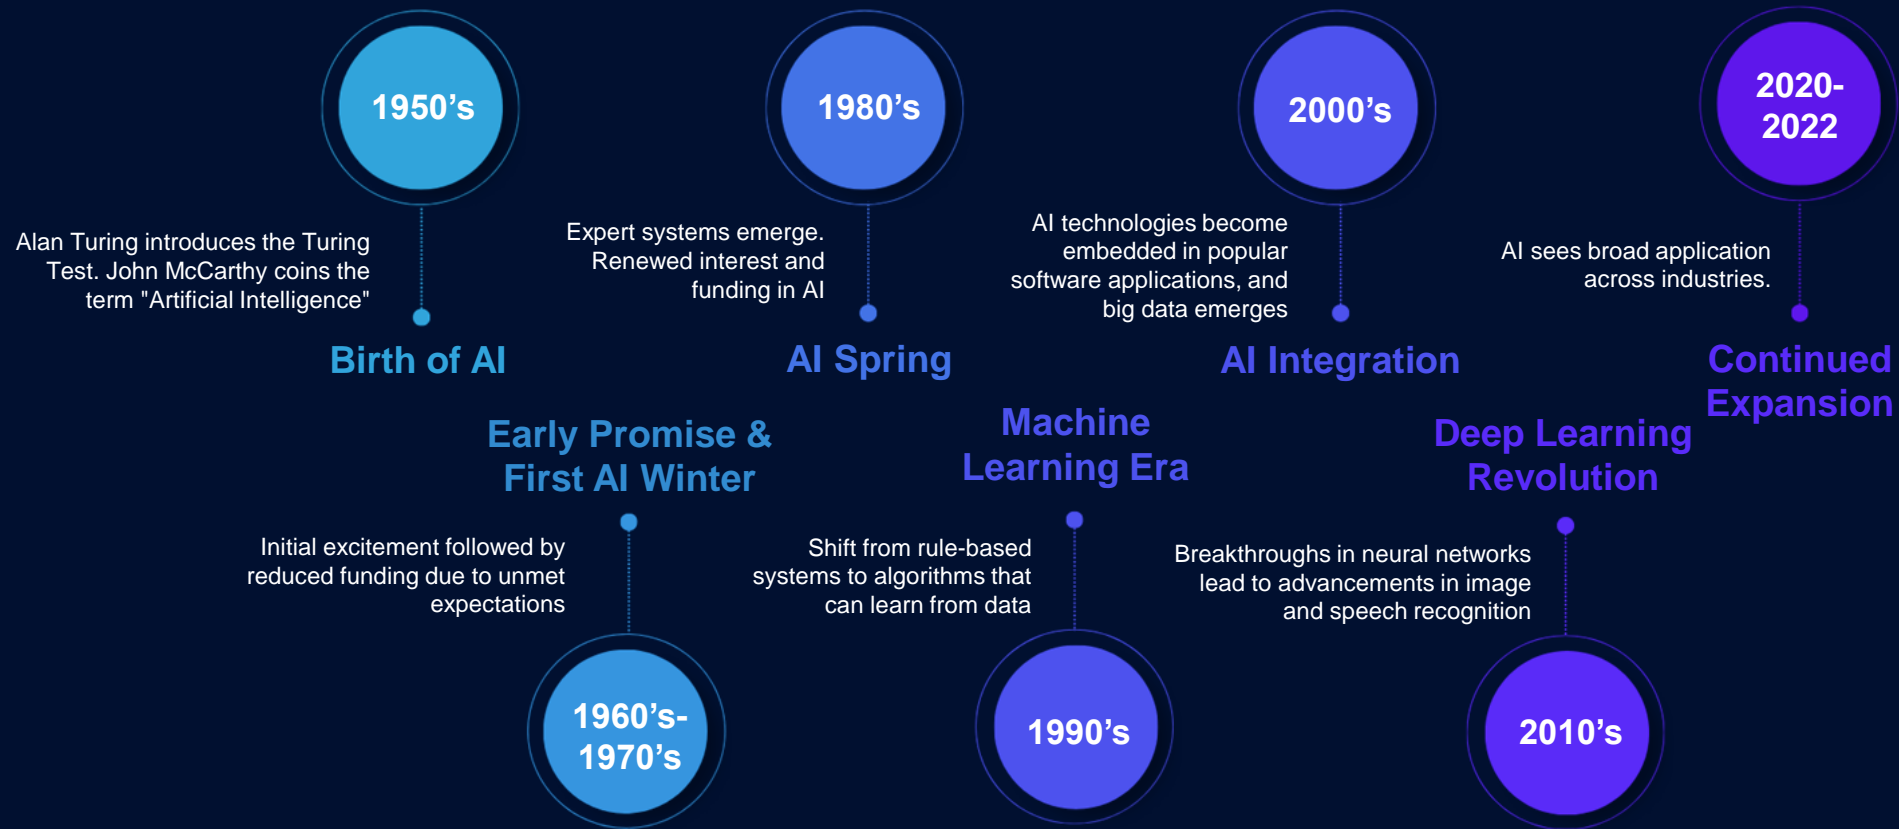 1950’s
Alan Turing introduces the Turing
Test. John McCarthy coins the
term "Artificial Intelligence"
Birth of AI
Early Promise &
First AI Winter
Initial excitement followed by
reduced funding due to unmet
expectations
1960’s-
1970’s
1980’s
Expert systems emerge.
Renewed interest and
funding in AI
AI Spring
Machine
Learning Era
Shift from rule-based
systems to algorithms that
can learn from data
1990’s
2000’s
AI technologies become
embedded in popular
software applications, and
big data emerges
AI Integration
Deep Learning
Revolution
Breakthroughs in neural networks
lead to advancements in image
and speech recognition
2010’s
2020-
2022
AI sees broad application
across industries.
Continued
Expansion